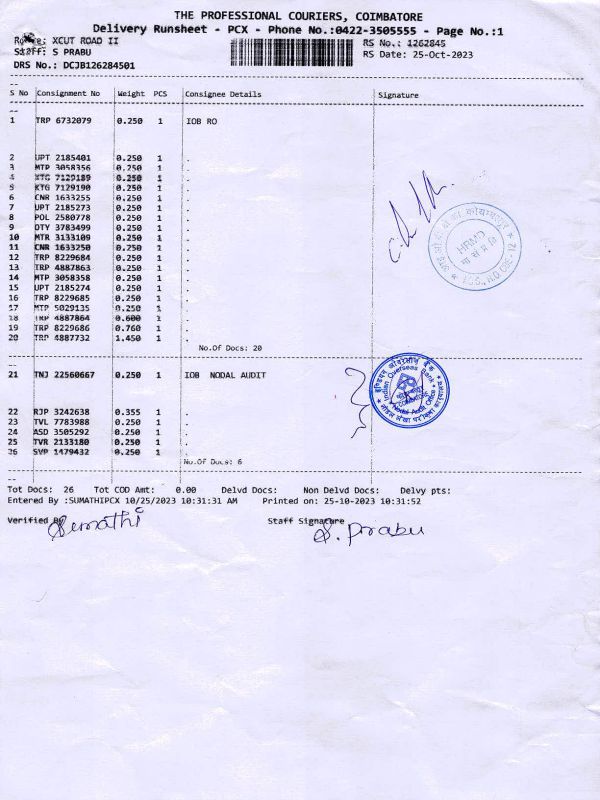 THE PROFESSIONAL COURIERS, COIMBATORE
Delivery Runsheet - PCX - Phone No.:0422-3505555 - Page No.:1
Route: XCUT ROAD II RS No.: 1262845
Staff: S PRABU RS Date: 25-Oct-2023
DRS No.: DCJB126284501
S No Consignment No Weight PCS Consignee Details Signature
1 TRP 6732079 0.250 1 IOB RO
2 UPT 2185401 0.250 1 .
3 MTP 3058356 0.250 1 .
4 KTG 7129189 0.250 1 .
5 KTG 7129190 0.250 1 .
6 CNR 1633255 0.250 1 .
7 UPT 2185273 0.250 1 .
8 POL 2580778 0.250 1 .
9 DTY 3783499 0.250 1 .
10 MTR 3133109 0.250 1 .
11 CNR 1633250 0.250 1 .
12 TRP 8229684 0.250 1 .
13 TRP 4887863 0.250 1 .
14 MTP 3058358 0.250 1 .
15 UPT 2185274 0.250 1 .
16 TRP 8229685 0.250 1 .
17 MTP 5029135 0.250 1 .
18 TRP 4887864 0.600 1 .
19 TRP 8229686 0.760 1 .
20 TRP 4887732 1.450 1 .
No.Of Docs: 20
HRMD
21 TNJ 22560667 0.250 1 IOB NODAL AUDIT
इण्डियन ओवरसीज़ बैंक
Indian Overseas Bank
Nodal Audit Office
22 RJP 3242638 0.355 1 .
23 TVL 7783988 0.250 1 .
24 ASD 3505292 0.250 1 .
25 TVR 2133180 0.250 1 .
26 SVP 1479432 0.250 1 .
No.Of Docs: 6
Tot Docs: 26 Tot COD Amt: 0.00 Delvd Docs: Non Delvd Docs: Delvy pts:
Entered By :SUMATHIPCX 10/25/2023 10:31:31 AM Printed on: 25-10-2023 10:31:52
Verified By Staff Signature
Sumathi S. Prabu